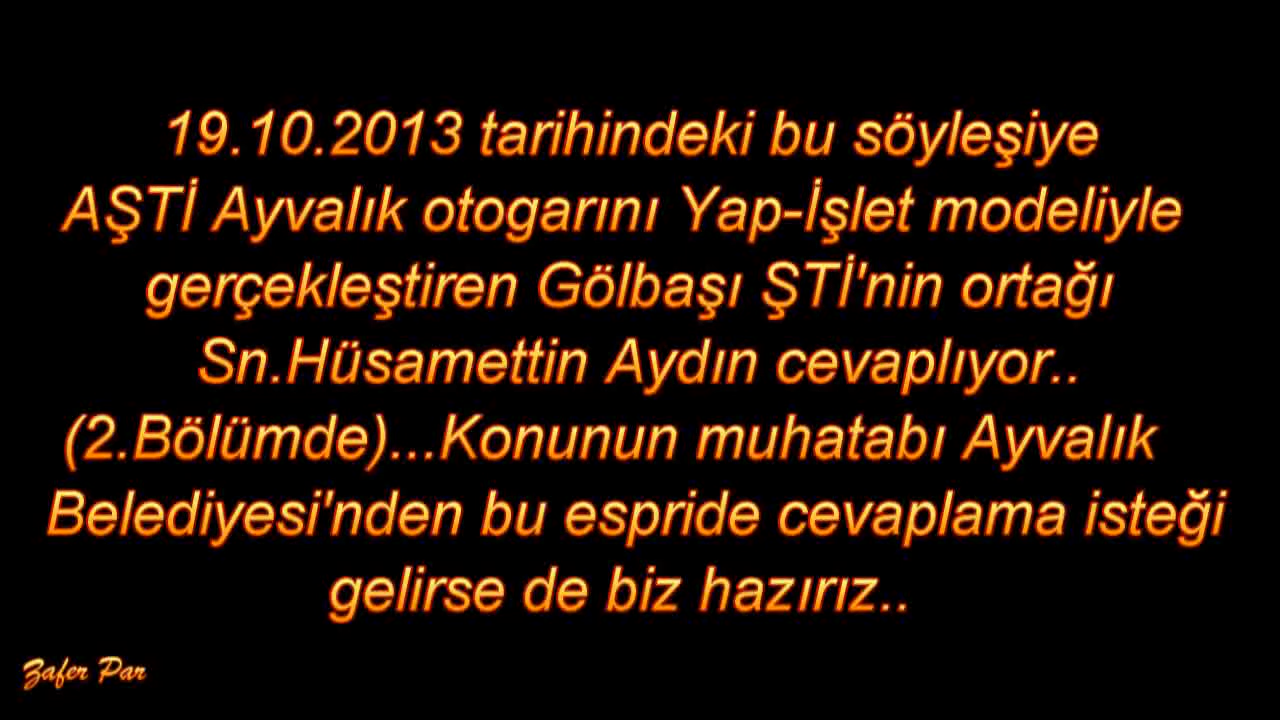 19.10.2013 tarihindeki bu söyleşiye
AŞTİ Ayvalık otogarını Yap-İşlet modeliyle
gerçekleştiren Gölbaşı ŞTİ'nin ortağı
Sn.Hüsamettin Aydın cevaplıyor..
(2.Bölümde)...Konunun muhatabı Ayvalık
Belediyesi'nden bu espride cevaplama isteği
gelirse de biz hazırız..
Zafer Par